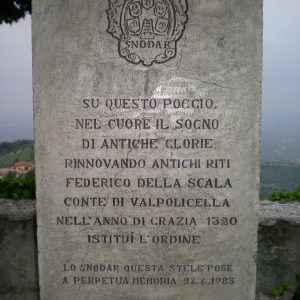 SNODAR
SU QUESTO POGGIO,
NEL CUORE IL SOGNO
DI ANTICHE GLORIE,
RINNOVANDO ANTICHI RITI
FEDERICO DELLA SCALA
CONTE DI VALPOLICELLA
NELL'ANNO DI GRAZIA 1320
ISTITUÌ L'ORDINE
LO SNODAR QUESTA STELE POSE
A PERPETUA MEMORIA 24.4.1983